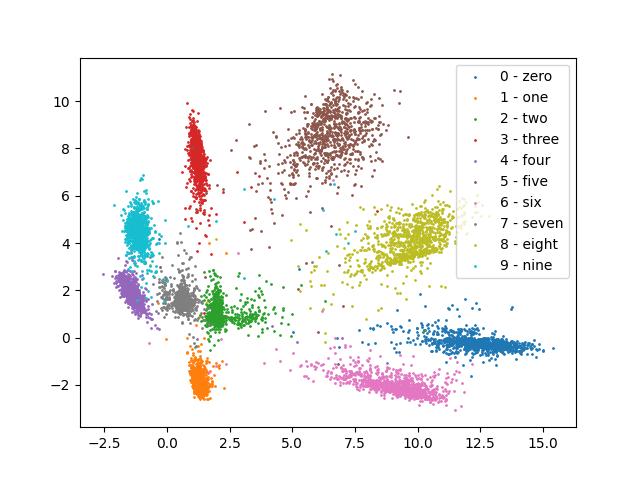 10
8
6
4
2
0
−2
−2.5
0.0
2.5
5.0
7.5
10.0
12.5
15.0
0 - zero
1 - one
2 - two
3 - three
4 - four
5 - five
6 - six
7 - seven
8 - eight
9 - nine